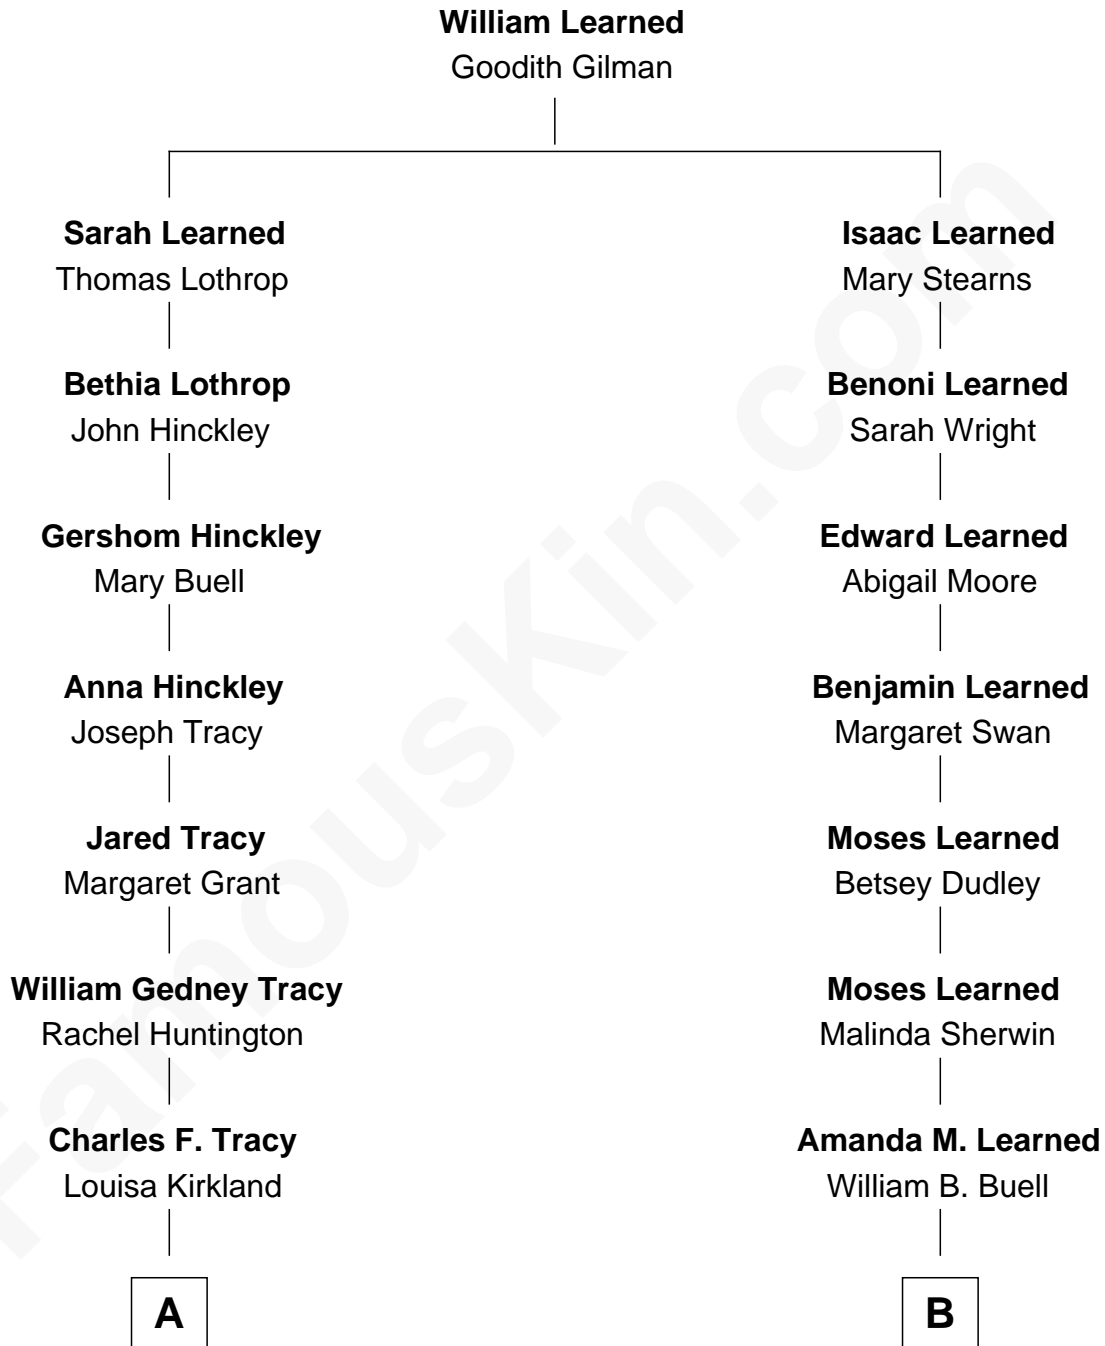 William Learned
Goodith Gilman
Sarah Learned
Thomas Lothrop
Isaac Learned
Mary Stearns
Bethia Lothrop
John Hinckley
Benoni Learned
Sarah Wright
Gershom Hinckley
Mary Buell
Edward Learned
Abigail Moore
Anna Hinckley
Joseph Tracy
Benjamin Learned
Margaret Swan
Jared Tracy
Margaret Grant
Moses Learned
Betsey Dudley
William Gedney Tracy
Rachel Huntington
Moses Learned
Malinda Sherwin
Charles F. Tracy
Louisa Kirkland
Amanda M. Learned
William B. Buell
A
B
FamousKin.com